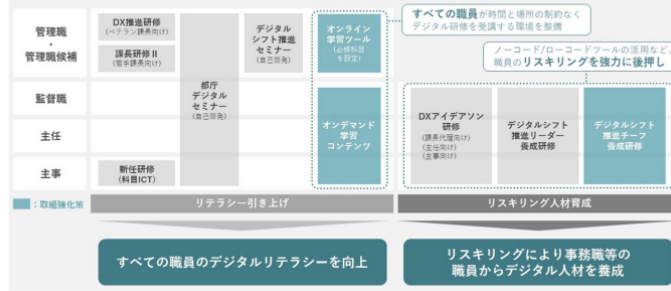 管理職
・
管理職候補
DX推進研修
(ベテラン課長向け)
課長研修Ⅱ
(若手課長向け)
デジタル
シフト推進
セミナー
(自己啓発)
オンライン
学習ツール
(必修科目
を設定)
すべての職員が時間と場所の制約なく
デジタル研修を受講する環境を整備
ノーコード/ローコードツールの活用など、
職員のリスキリングを強力に後押し
監督職
主任
主事
都庁
デジタル
セミナー
(自己啓発)
オンデマンド
学習
コンテンツ
新任研修
(科目ICT)
DXアイデアソン
研修
(課長代理向け)
(主任向け)
(主事向け)
デジタルシフト
推進リーダー
養成研修
デジタルシフト
推進チーフ
養成研修
：取組強化策
リテラシー引き上げ
リスキリング人材育成
すべての職員のデジタルリテラシーを向上
リスキリングにより事務職等の
職員からデジタル人材を養成